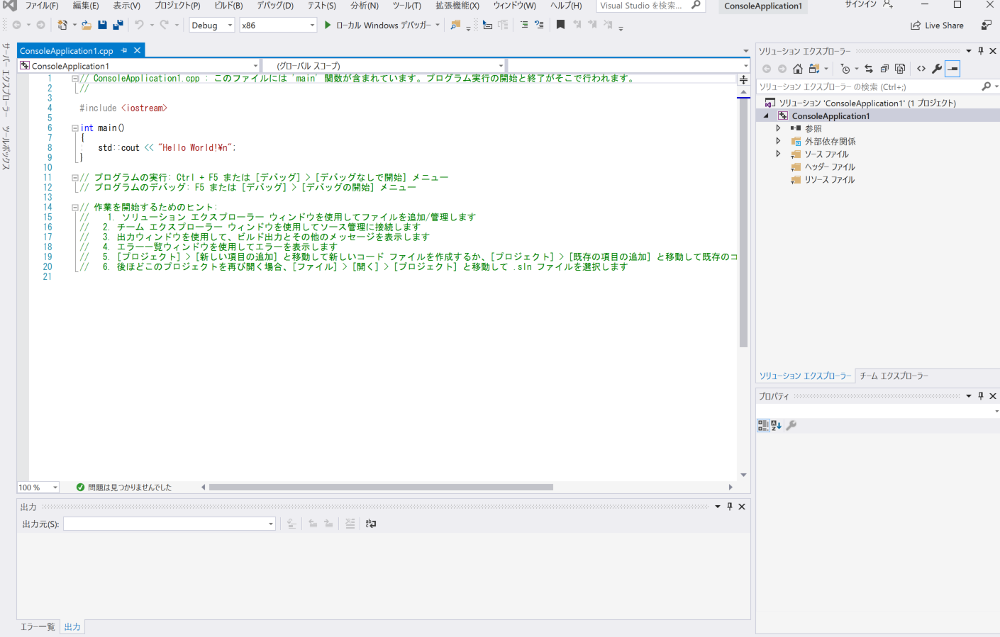 ファイル(F) 編集(E) 表示(V) プロジェクト(P) ビルド(B) デバッグ(D) テスト(S) 分析(N) ツール(T) 拡張機能(X) ウィンドウ(W) ヘルプ(H) Visual Studio を検索... ConsoleApplication1 サインイン
Debug x86 ローカル Windows デバッガー Live Share
サーバー エクスプローラー
ツールボックス
ConsoleApplication1.cpp
ConsoleApplication1 (グローバル スコープ)
1 // ConsoleApplication1.cpp : このファイルには 'main' 関数が含まれています。プログラム実行の開始と終了がそこで行われます。
2 //
3
4 #include <iostream>
5
6 int main()
7 {
8 std::cout << "Hello World!¥n";
9 }
10
11 // プログラムの実行: Ctrl + F5 または [デバッグ] > [デバッグなしで開始] メニュー
12 // プログラムのデバッグ: F5 または [デバッグ] > [デバッグの開始] メニュー
13
14 // 作業を開始するためのヒント:
15 // 1. ソリューション エクスプローラー ウィンドウを使用してファイルを追加/管理します
16 // 2. チーム エクスプローラー ウィンドウを使用してソース管理に接続します
17 // 3. 出力ウィンドウを使用して、ビルド出力とその他のメッセージを表示します
18 // 4. エラー一覧ウィンドウを使用してエラーを表示します
19 // 5. [プロジェクト] > [新しい項目の追加] と移動して新しいコード ファイルを作成するか、[プロジェクト] > [既存の項目の追加] と移動して既存のコ
20 // 6. 後ほどこのプロジェクトを再び開く場合、[ファイル] > [開く] > [プロジェクト] と移動して .sln ファイルを選択します
21
100 % 問題は見つかりませんでした
出力
出力元(S):
エラー一覧 出力
ソリューション エクスプローラー
ソリューション エクスプローラー の検索 (Ctrl+;)
ソリューション 'ConsoleApplication1' (1 プロジェクト)
ConsoleApplication1
参照
外部依存関係
ソース ファイル
ヘッダー ファイル
リソース ファイル
ソリューション エクスプローラー チーム エクスプローラー
プロパティ